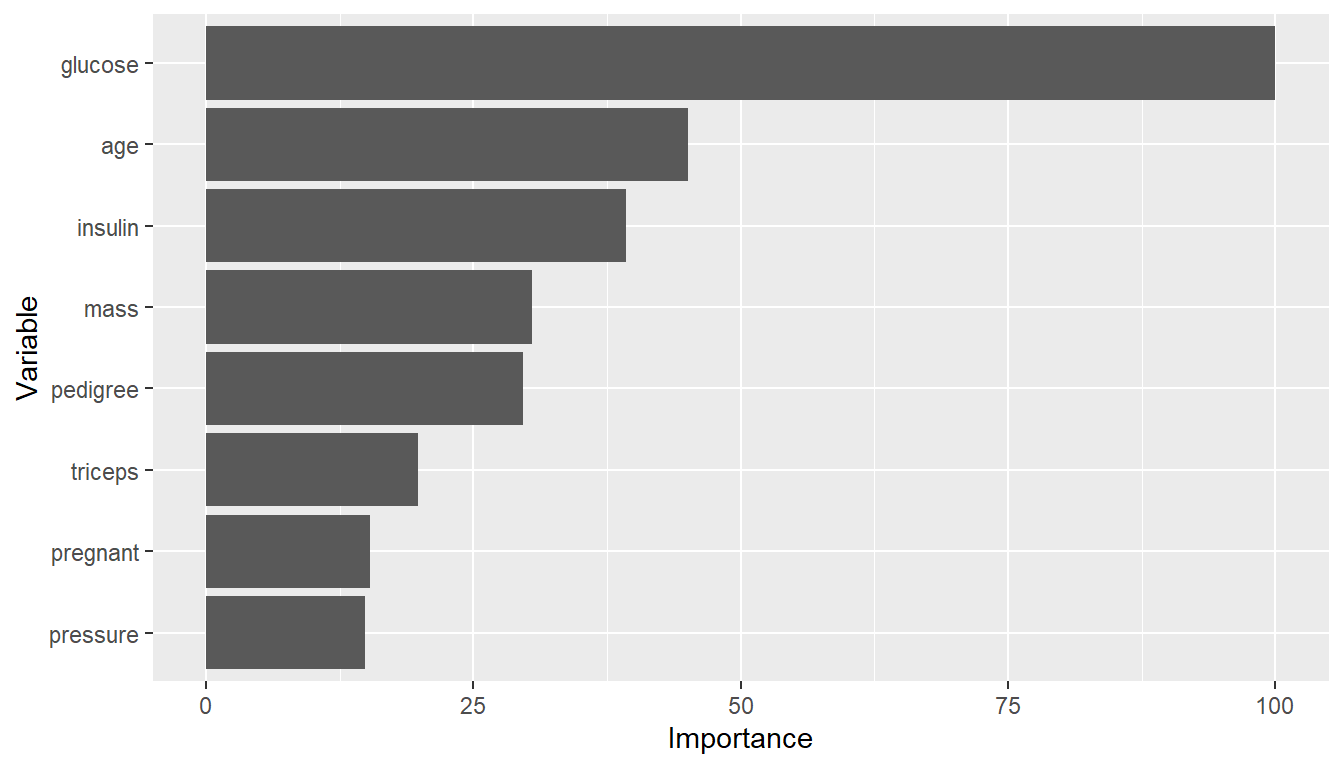 glucose
age
insulin
mass
pedigree
triceps
pregnant
pressure
Variable
0 25 50 75 100
Importance